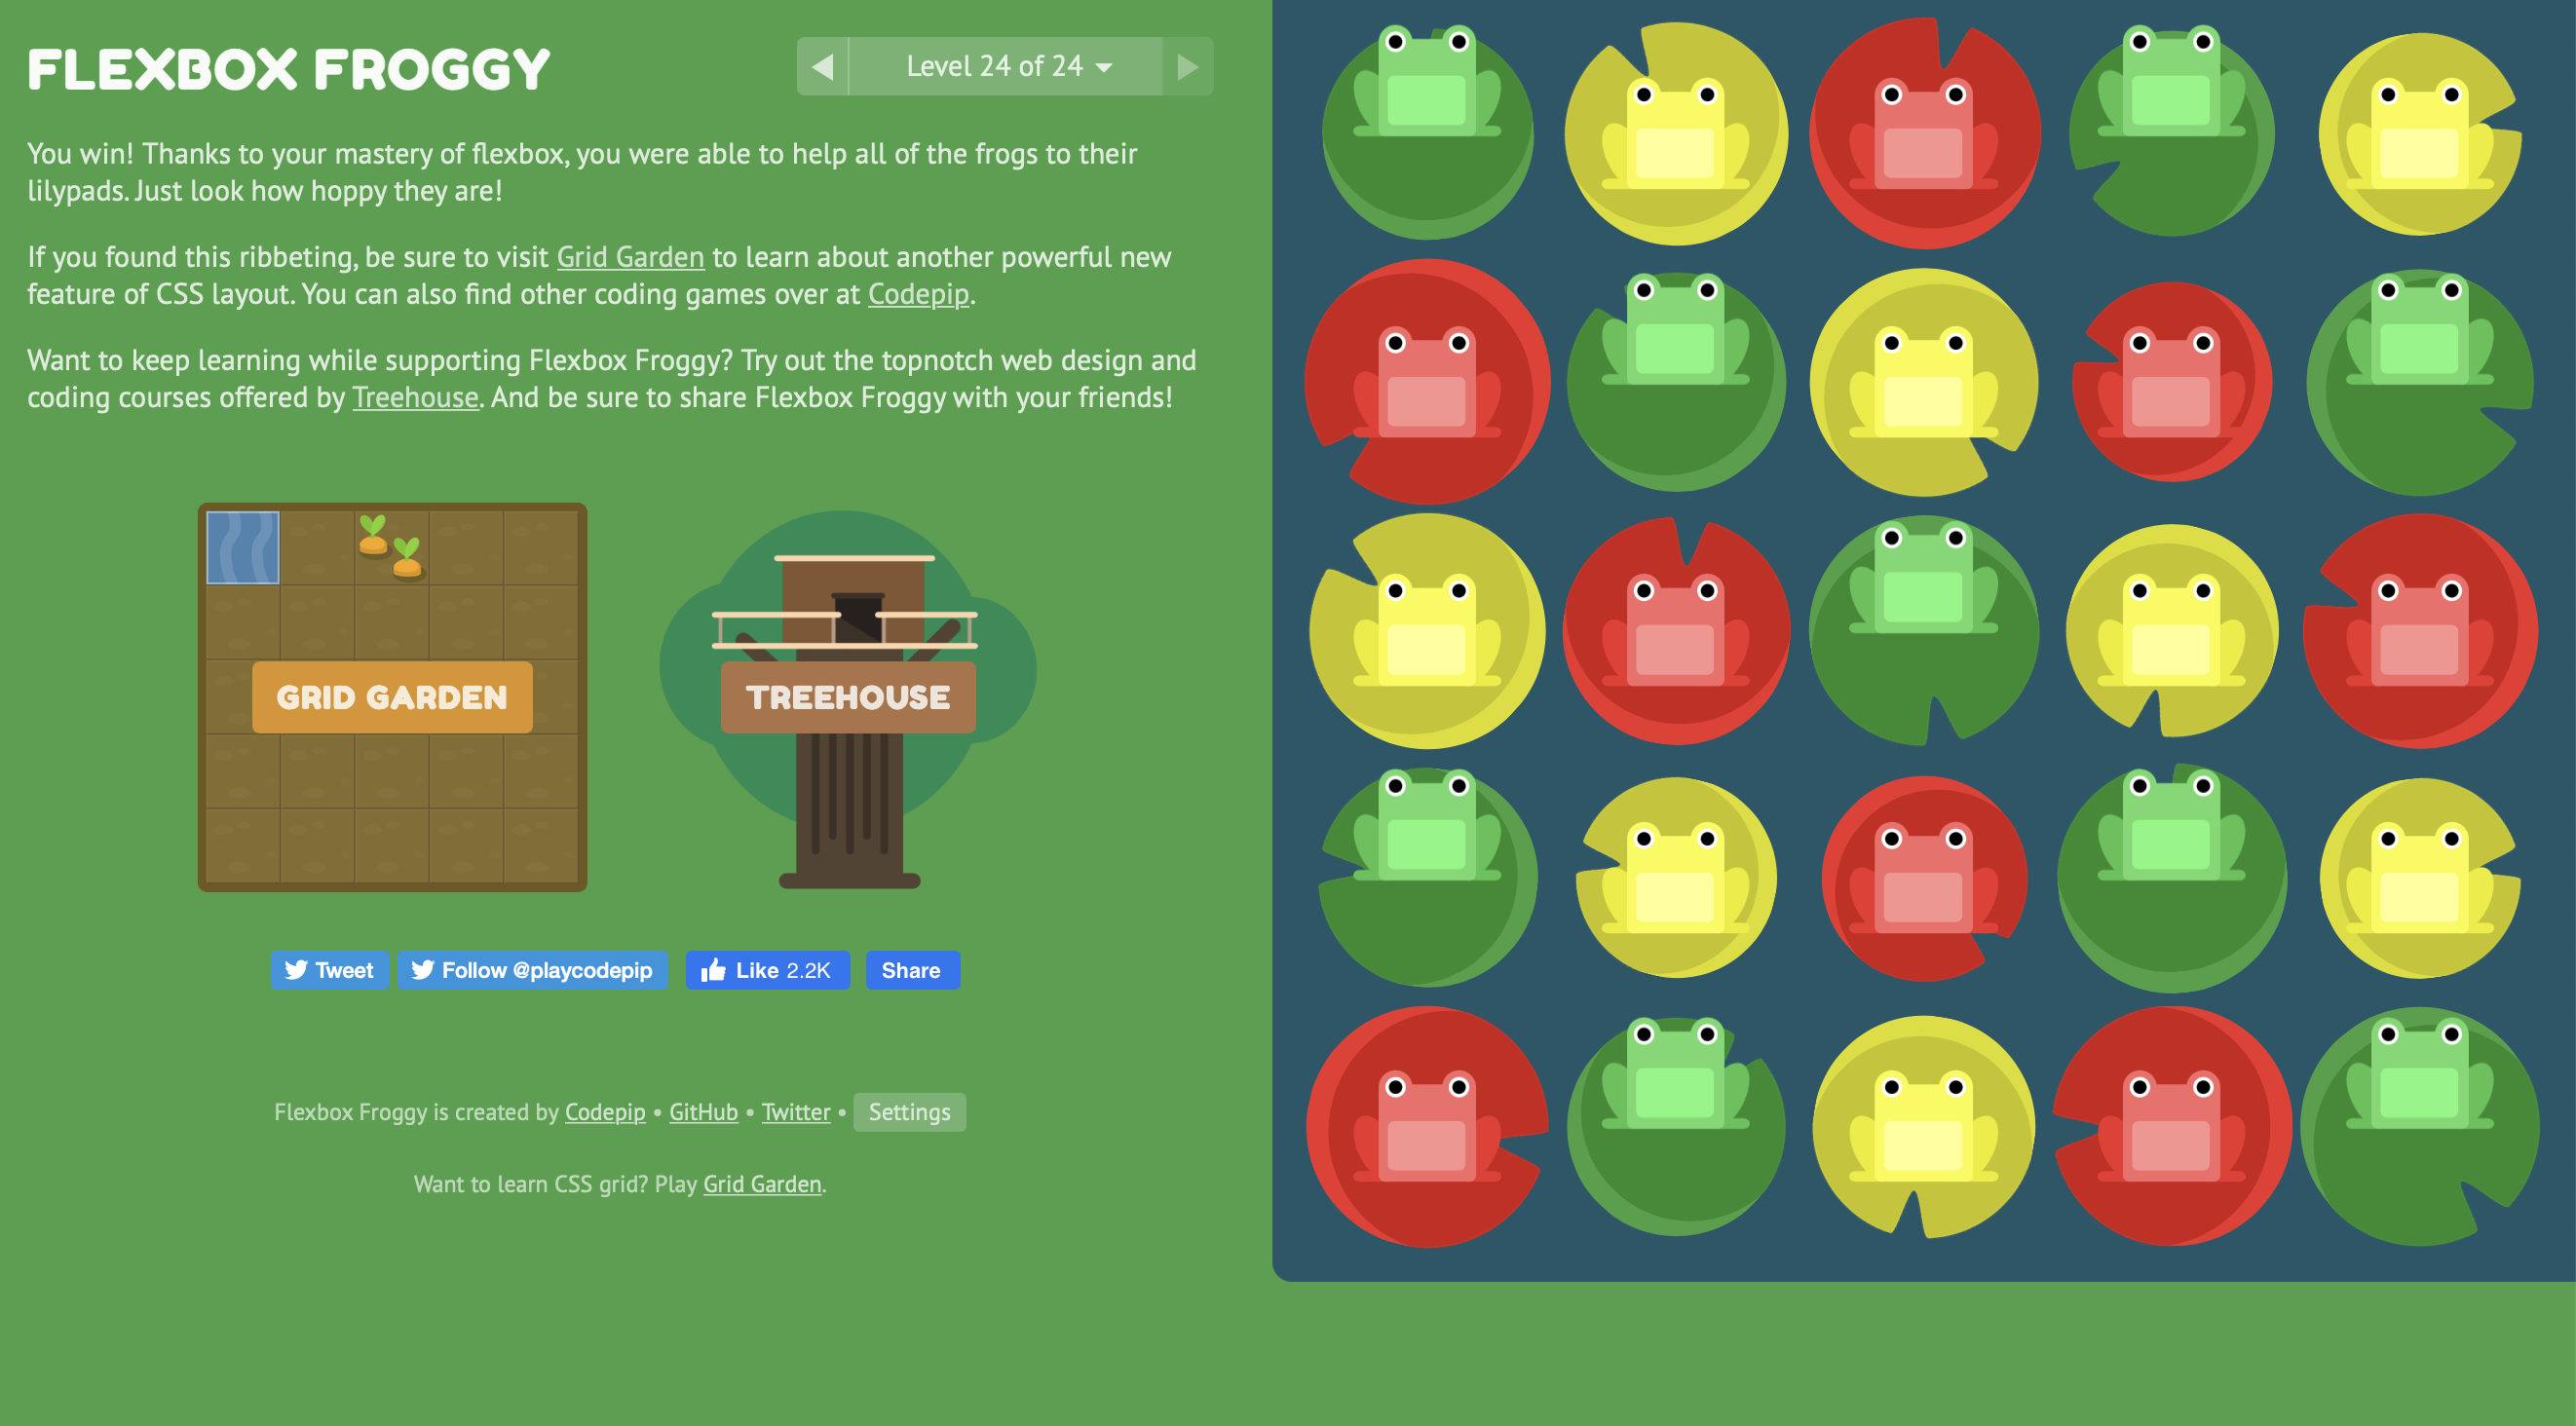 FLEXBOX FROGGY
Level 24 of 24
You win! Thanks to your mastery of flexbox, you were able to help all of the frogs to their
lilypads. Just look how hoppy they are!
If you found this ribbeting, be sure to visit Grid Garden to learn about another powerful new
feature of CSS layout. You can also find other coding games over at Codepip.
Want to keep learning while supporting Flexbox Froggy? Try out the topnotch web design and
coding courses offered by Treehouse. And be sure to share Flexbox Froggy with your friends!
GRID GARDEN
TREEHOUSE
Tweet
Follow @playcodepip
Like 2.2K
Share
Flexbox Froggy is created by Codepip • GitHub • Twitter • Settings
Want to learn CSS grid? Play Grid Garden.